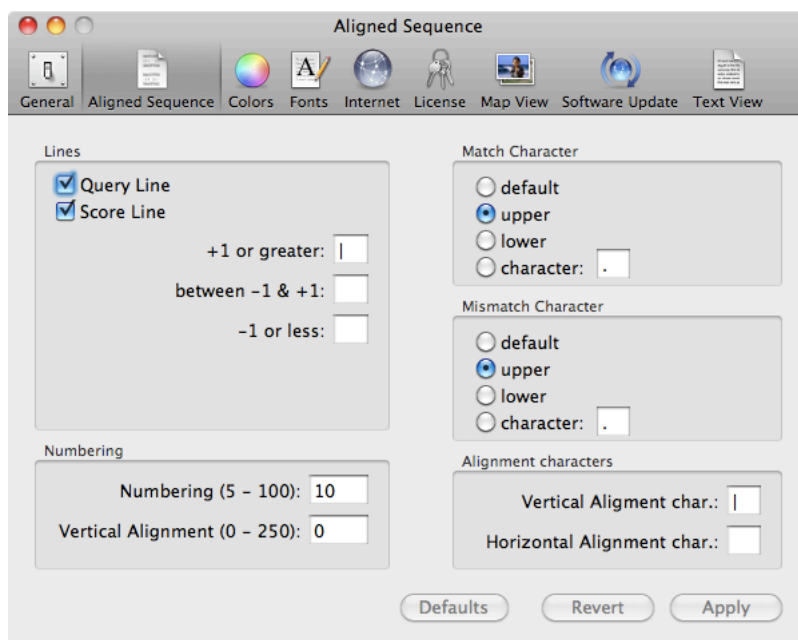 Aligned Sequence
General Aligned Sequence Colors Fonts Internet License Map View Software Update Text View
Lines
Query Line
Score Line
+1 or greater: |
between -1 & +1:
-1 or less:
Numbering
Numbering (5 - 100): 10
Vertical Alignment (0 - 250): 0
Match Character
default
upper
lower
character: .
Mismatch Character
default
upper
lower
character: .
Alignment characters
Vertical Aligment char.: |
Horizontal Alignment char.:
Defaults Revert Apply